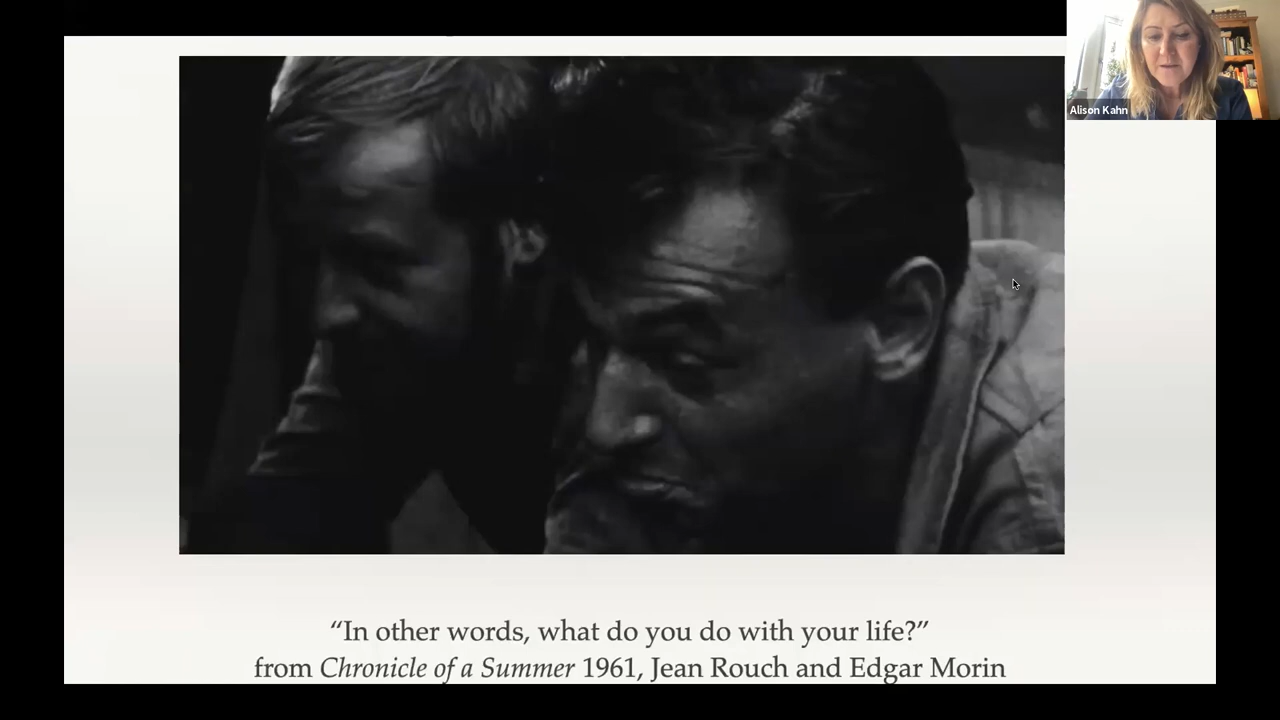 Alison Kahn
“In other words, what do you do with your life?”
from Chronicle of a Summer 1961, Jean Rouch and Edgar Morin